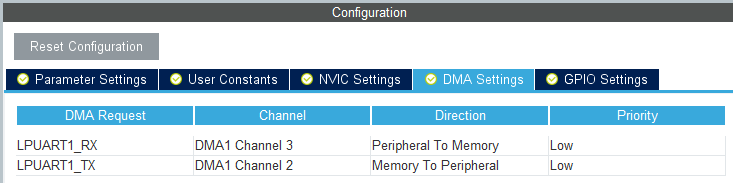 Configuration
Reset Configuration
Parameter Settings User Constants NVIC Settings DMA Settings GPIO Settings
DMA Request Channel Direction Priority
LPUART1_RX DMA1 Channel 3 Peripheral To Memory Low
LPUART1_TX DMA1 Channel 2 Memory To Peripheral Low